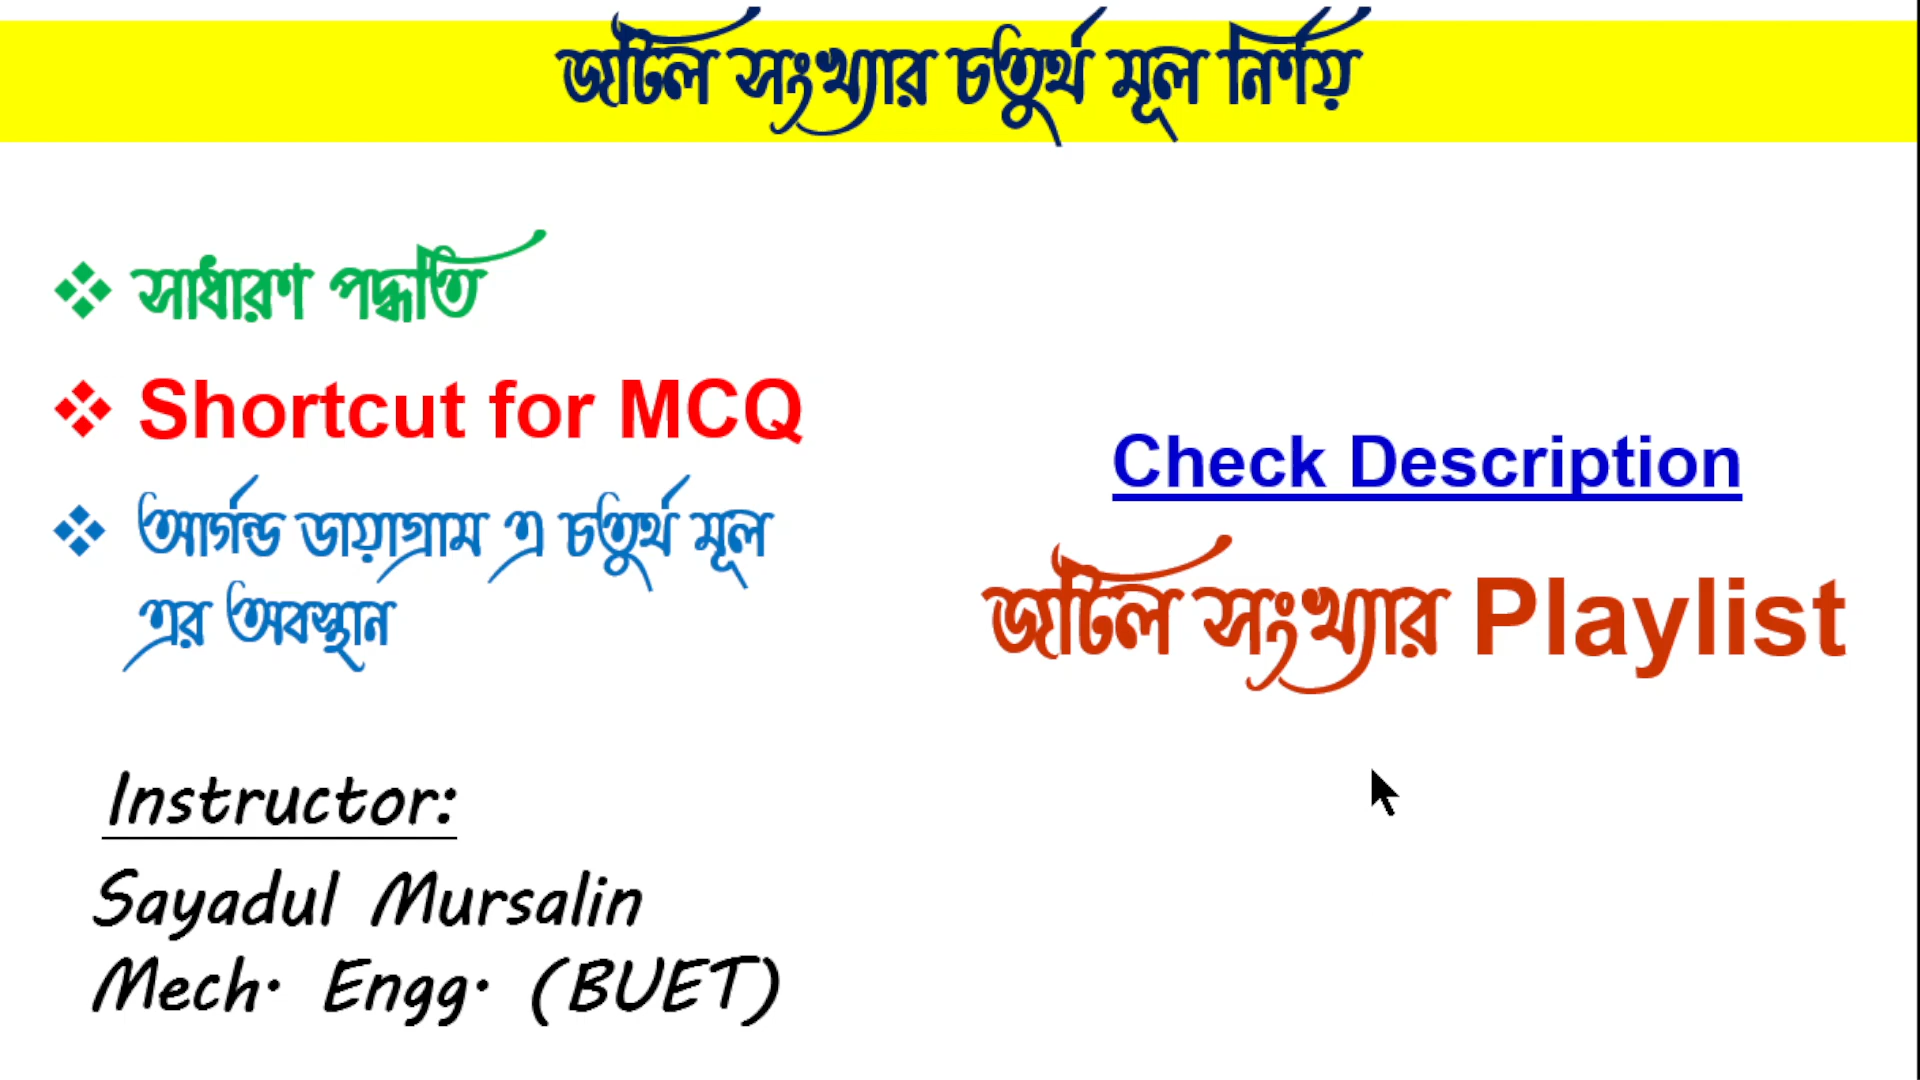 জটিল সংখ্যার চতুর্থ মূল নির্ণয়
সাধারণ পদ্ধতি
Shortcut for MCQ
আর্গন্ড ডায়াগ্রাম এ চতুর্থ মূল
এর অবস্থান
Check Description
জটিল সংখ্যার Playlist
Instructor:
Sayadul Mursalin
Mech. Engg. (BUET)